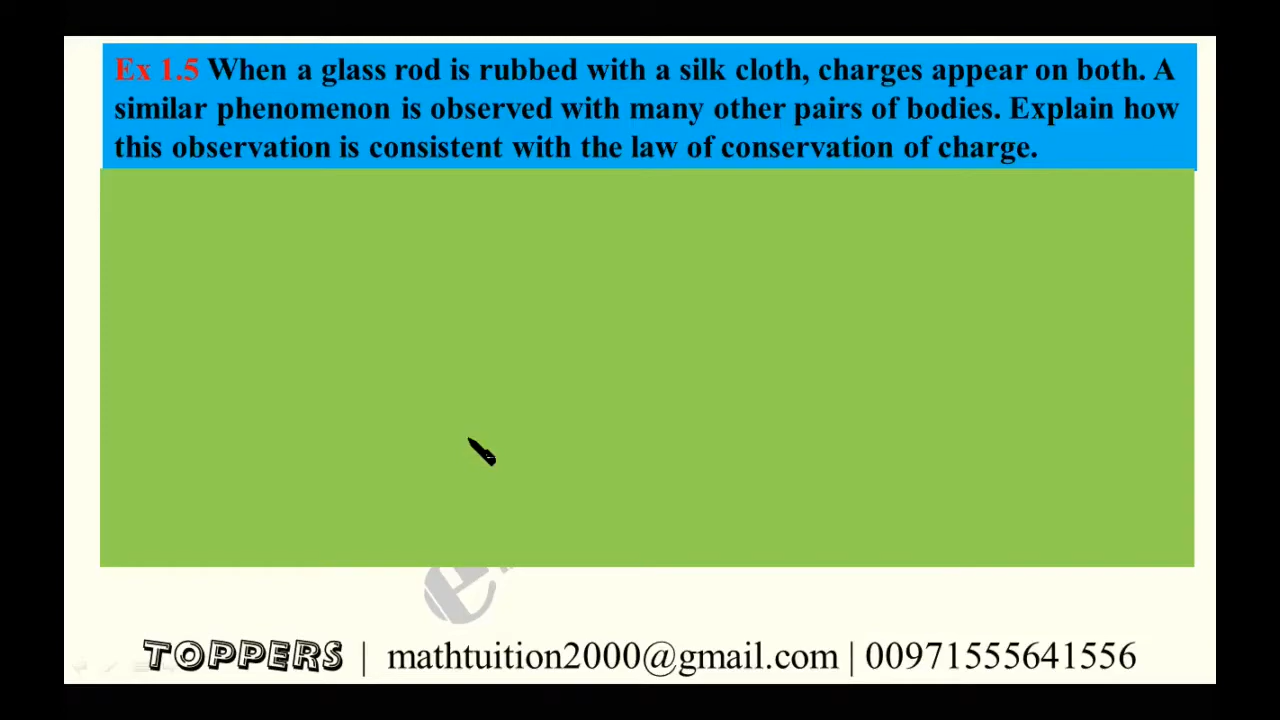 Ex 1.5 When a glass rod is rubbed with a silk cloth, charges appear on both. A
similar phenomenon is observed with many other pairs of bodies. Explain how
this observation is consistent with the law of conservation of charge.
TOPPERS | mathtuition2000@gmail.com | 00971555641556